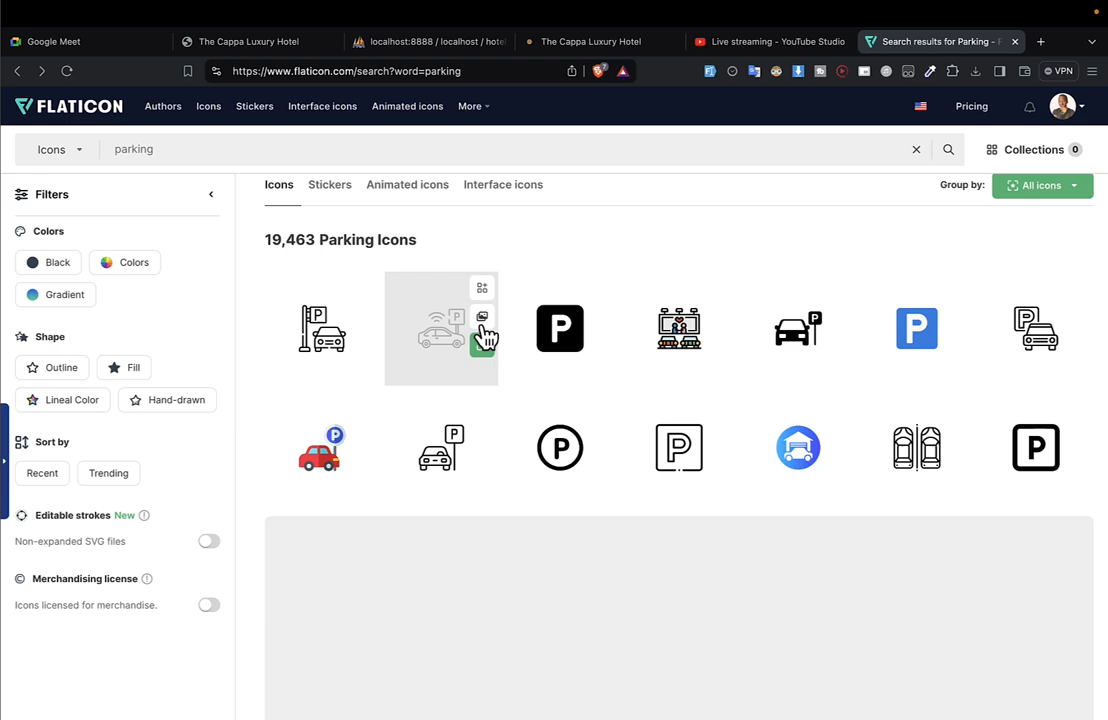 Google Meet
The Cappa Luxury Hotel
localhost:8888 / localhost / hote
The Cappa Luxury Hotel
Live streaming - YouTube Studio
Search results for Parking - F
https://www.flaticon.com/search?word=parking
7
VPN
FLATICON
Authors
Icons
Stickers
Interface icons
Animated icons
More
Pricing
Icons
parking
Collections 0
Filters
Icons
Stickers
Animated icons
Interface icons
Group by:
All icons
Colors
19,463 Parking Icons
Black
Colors
Gradient
Shape
Outline
Fill
Lineal Color
Hand-drawn
Sort by
Recent
Trending
Editable strokes New
Non-expanded SVG files
Merchandising license
Icons licensed for merchandise.
P
P
P
P
P
P
P
P
P
P
P